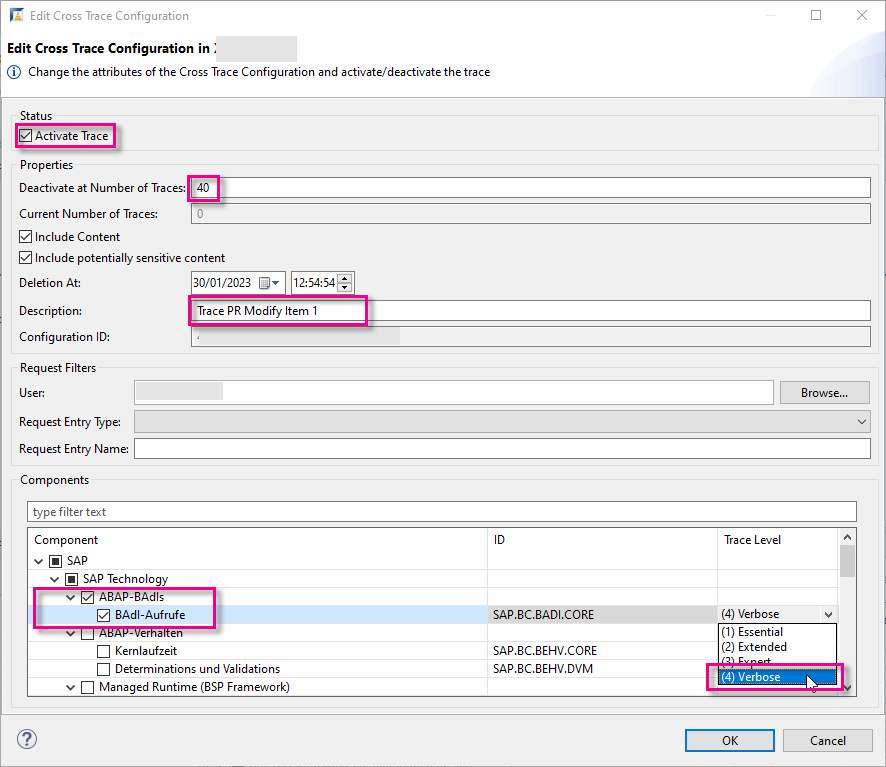 Edit Cross Trace Configuration
Edit Cross Trace Configuration in
Change the attributes of the Cross Trace Configuration and activate/deactivate the trace
Status
Activate Trace
Properties
Deactivate at Number of Traces: 40
Current Number of Traces: 0
Include Content
Include potentially sensitive content
Deletion At: 30/01/2023 12:54:54
Description: Trace PR Modify Item 1
Configuration ID:
Request Filters
User: Browse...
Request Entry Type:
Request Entry Name:
Components
type filter text
Component ID Trace Level
SAP
SAP Technology
ABAP-BAdIs
BAdI-Aufrufe SAP.BC.BADI.CORE (4) Verbose
(1) Essential
ABAP-Verhalten
(2) Extended
Kernlaufzeit SAP.BC.BEHV.CORE
(3) Expert
Determinations und Validations SAP.BC.BEHV.DVM
(4) Verbose
Managed Runtime (BSP Framework)
? OK Cancel